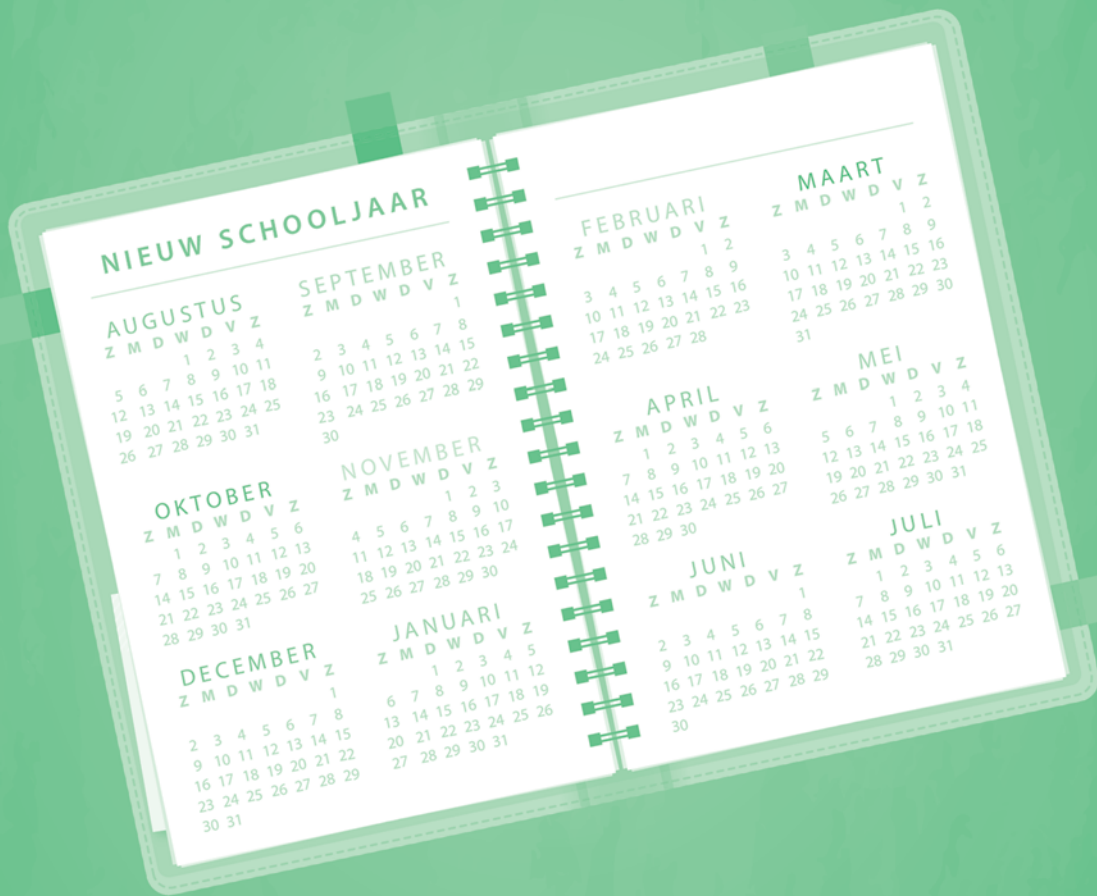 NIEUW SCHOOLJAAR
AUGUSTUS
Z M D W D V Z
1 2 3 4
5 6 7 8 9 10 11
12 13 14 15 16 17 18
19 20 21 22 23 24 25
26 27 28 29 30 31
SEPTEMBER
Z M D W D V Z
1
2 3 4 5 6 7 8
9 10 11 12 13 14 15
16 17 18 19 20 21 22
23 24 25 26 27 28 29
30
OKTOBER
Z M D W D V Z
1 2 3 4 5 6
7 8 9 10 11 12 13
14 15 16 17 18 19 20
21 22 23 24 25 26 27
28 29 30 31
NOVEMBER
Z M D W D V Z
1 2 3
4 5 6 7 8 9 10
11 12 13 14 15 16 17
18 19 20 21 22 23 24
25 26 27 28 29 30
DECEMBER
Z M D W D V Z
1
2 3 4 5 6 7 8
9 10 11 12 13 14 15
16 17 18 19 20 21 22
23 24 25 26 27 28 29
30 31
JANUARI
Z M D W D V Z
1 2 3 4 5
6 7 8 9 10 11 12
13 14 15 16 17 18 19
20 21 22 23 24 25 26
27 28 29 30 31
FEBRUARI
Z M D W D V Z
1 2
3 4 5 6 7 8 9
10 11 12 13 14 15 16
17 18 19 20 21 22 23
24 25 26 27 28
MAART
Z M D W D V Z
1 2
3 4 5 6 7 8 9
10 11 12 13 14 15 16
17 18 19 20 21 22 23
24 25 26 27 28 29 30
31
APRIL
Z M D W D V Z
1 2 3 4 5 6
7 8 9 10 11 12 13
14 15 16 17 18 19 20
21 22 23 24 25 26 27
28 29 30
MEI
Z M D W D V Z
1 2 3 4
5 6 7 8 9 10 11
12 13 14 15 16 17 18
19 20 21 22 23 24 25
26 27 28 29 30 31
JUNI
Z M D W D V Z
1
2 3 4 5 6 7 8
9 10 11 12 13 14 15
16 17 18 19 20 21 22
23 24 25 26 27 28 29
30
JULI
Z M D W D V Z
1 2 3 4 5 6
7 8 9 10 11 12 13
14 15 16 17 18 19 20
21 22 23 24 25 26 27
28 29 30 31